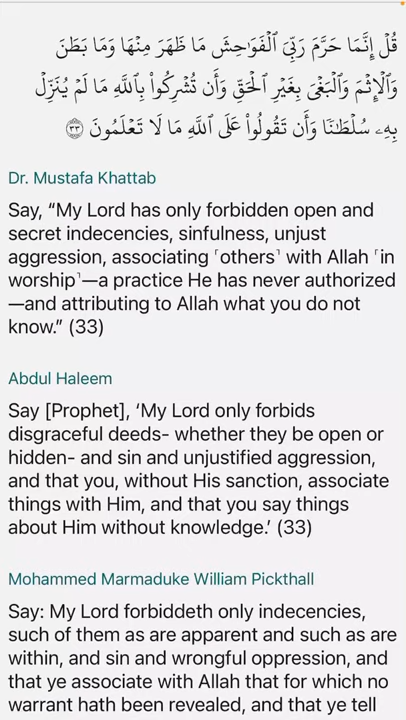 قُلْ إِنَّمَا حَرَّمَ رَبِّىَ ٱلْفَوَٰحِشَ مَا ظَهَرَ مِنْهَا وَمَا بَطَنَ
وَٱلْإِثْمَ وَٱلْبَغْىَ بِغَيْرِ ٱلْحَقِّ وَأَن تُشْرِكُوا۟ بِٱللَّهِ مَا لَمْ يُنَزِّلْ
بِهِۦ سُلْطَـٰنًا وَأَن تَقُولُوا۟ عَلَى ٱللَّهِ مَا لَا تَعْلَمُونَ ٣٣
Dr. Mustafa Khattab
Say, “My Lord has only forbidden open and
secret indecencies, sinfulness, unjust
aggression, associating ˹others˺ with Allah ˹in
worship˺—a practice He has never authorized
—and attributing to Allah what you do not
know.” (33)
Abdul Haleem
Say [Prophet], ‘My Lord only forbids
disgraceful deeds- whether they be open or
hidden- and sin and unjustified aggression,
and that you, without His sanction, associate
things with Him, and that you say things
about Him without knowledge.’ (33)
Mohammed Marmaduke William Pickthall
Say: My Lord forbiddeth only indecencies,
such of them as are apparent and such as are
within, and sin and wrongful oppression, and
that ye associate with Allah that for which no
warrant hath been revealed, and that ye tell